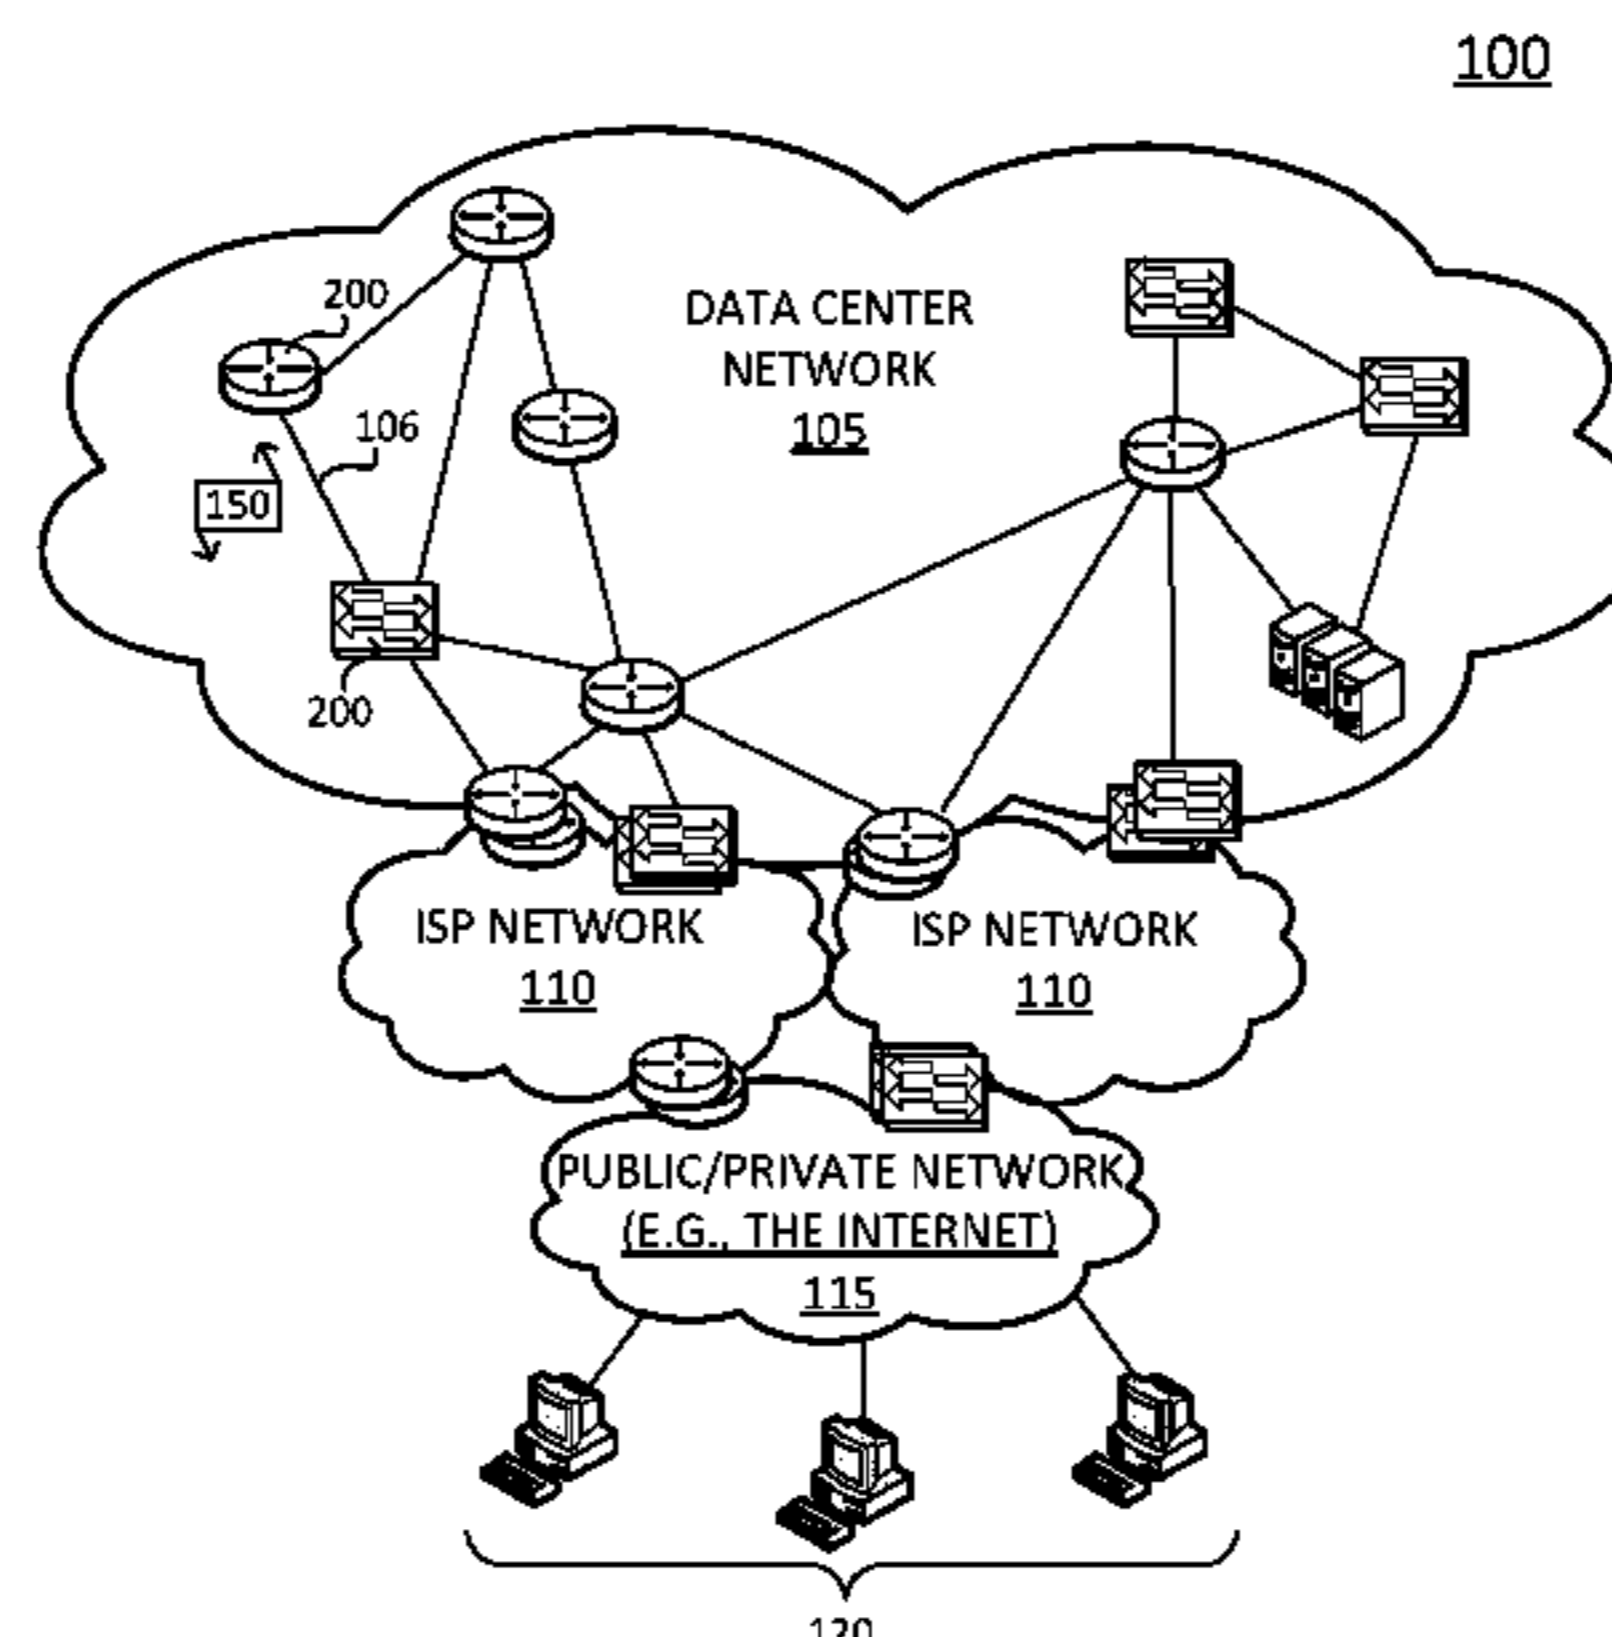 100
200
DATA CENTER
NETWORK
105
106
150
200
ISP NETWORK
110
ISP NETWORK
110
PUBLIC/PRIVATE NETWORK
(E.G., THE INTERNET)
115
120